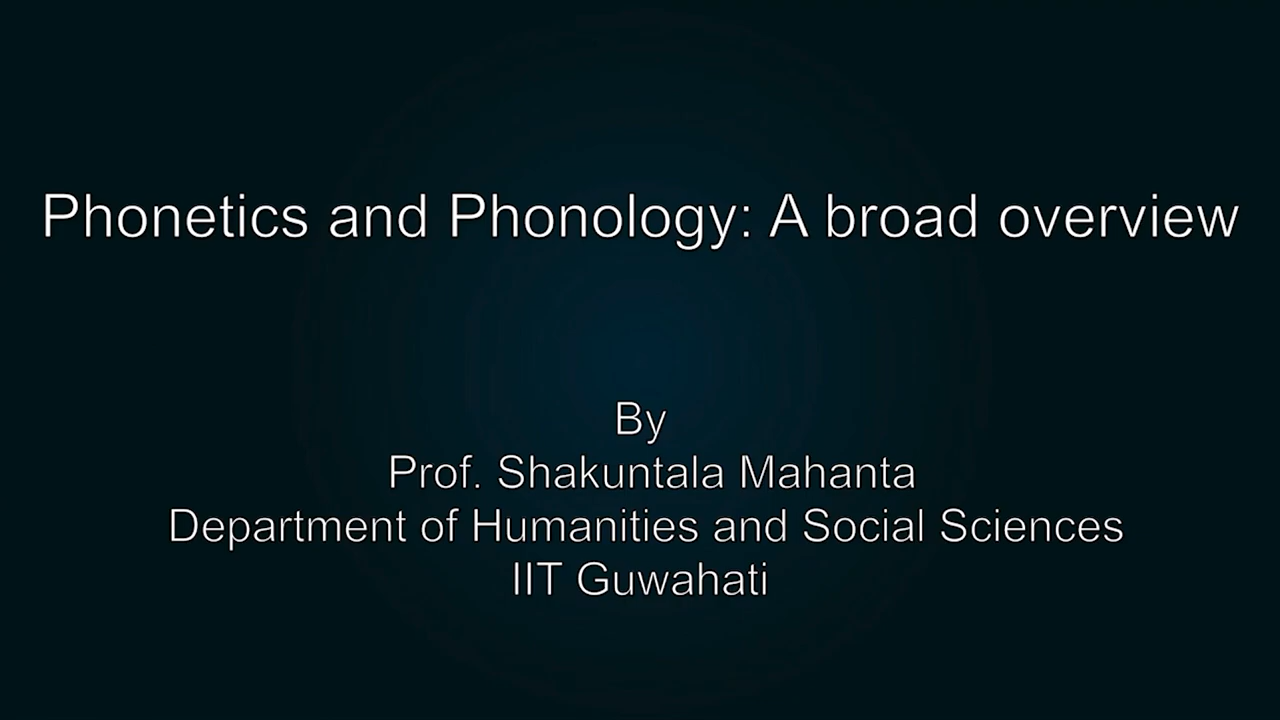 Phonetics and Phonology: A broad overview
By
Prof. Shakuntala Mahanta
Department of Humanities and Social Sciences
IIT Guwahati